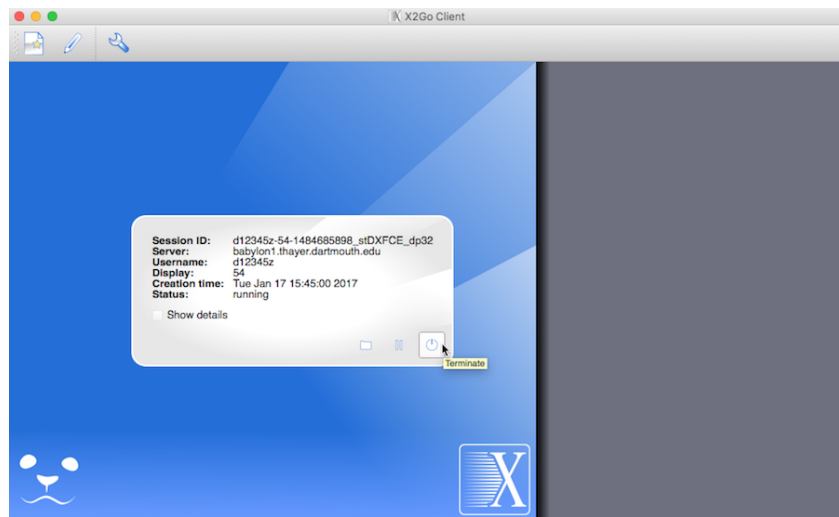 X2Go Client
Session ID: d12345z-54-1484685898_stDXFCE_dp32
Server: babylon1.thayer.dartmouth.edu
Username: d12345z
Display: 54
Creation time: Tue Jan 17 15:45:00 2017
Status: running
Show details
Terminate
X